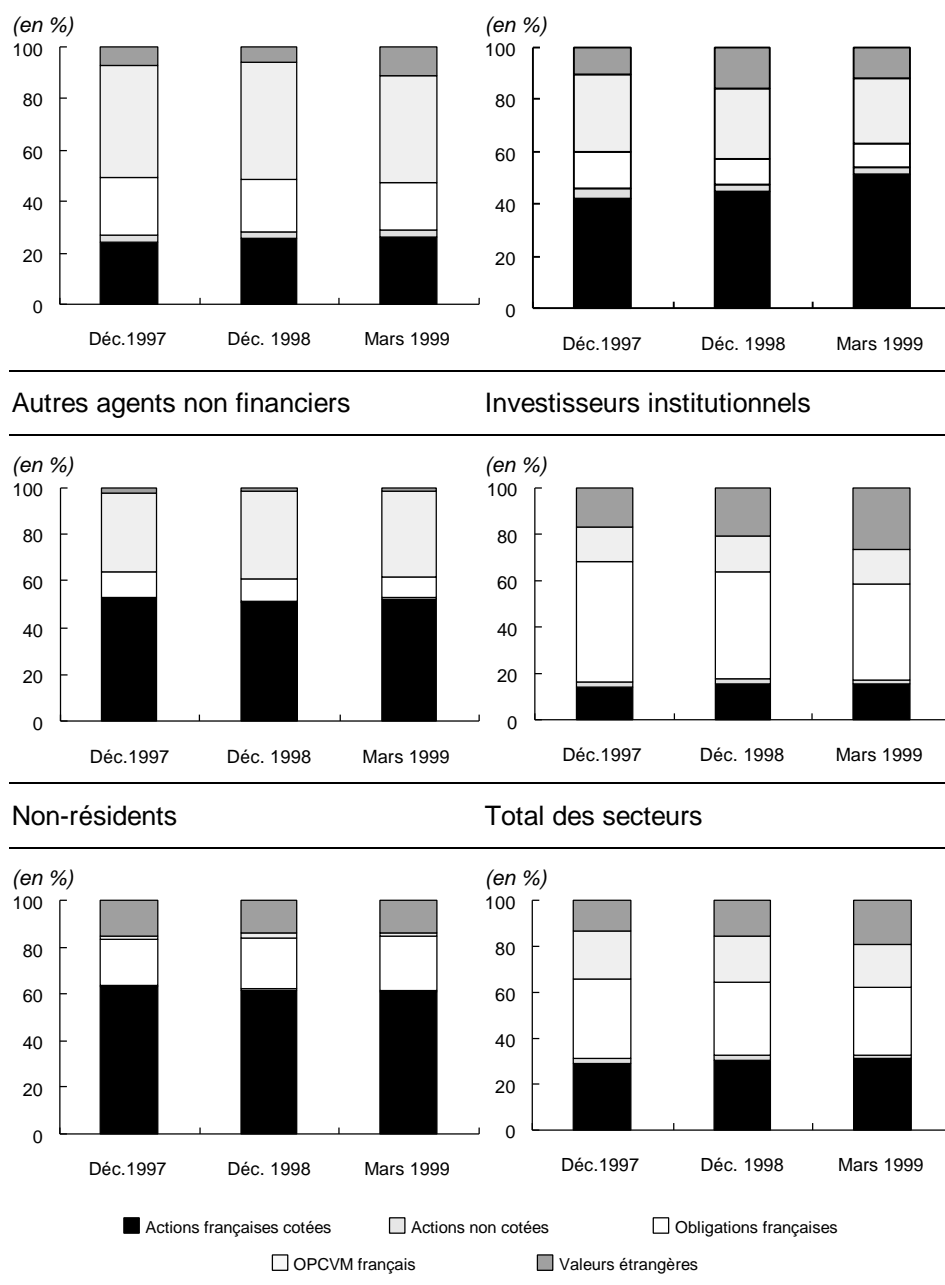 (en %)
100
80
60
40
20
0
Déc.1997 Déc. 1998 Mars 1999
100
80
60
40
20
0
Déc.1997 Déc. 1998 Mars 1999
Autres agents non financiers
Investisseurs institutionnels
(en %)
100
80
60
40
20
0
Déc.1997 Déc. 1998 Mars 1999
(en %)
100
80
60
40
20
0
Déc.1997 Déc. 1998 Mars 1999
Non-résidents
Total des secteurs
(en %)
100
80
60
40
20
0
Déc.1997 Déc. 1998 Mars 1999
(en %)
100
80
60
40
20
0
Déc.1997 Déc. 1998 Mars 1999
Actions françaises cotées Actions non cotées Obligations françaises
OPCVM français Valeurs étrangères